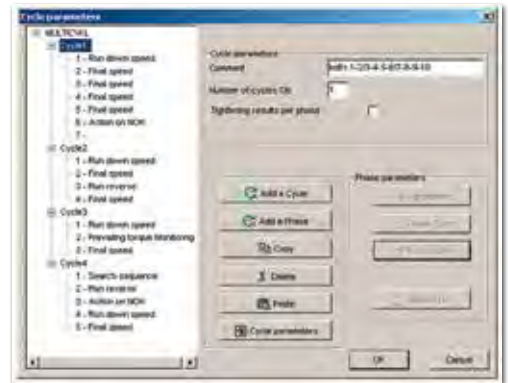 Cycle parameters
MULTICYCL
Cycle1
1 - Run down speed
2 - Final speed
3 - Final speed
4 - Final speed
5 - Final speed
6 - Action on NOK
7 -
Cycle2
1 - Run down speed
2 - Final speed
3 - Run reverse
4 - Final speed
Cycle3
1 - Run down speed
2 - Prevailing torque Monitoring
3 - Final speed
Cycle4
1 - Search sequence
2 - Run reverse
3 - Action on NOK
4 - Run down speed
5 - Final speed
Cycle parameters
Comment
Number of cycles Ok
Tightening results per phase
Add a Cycle
Add a Phase
Copy
Delete
Paste
Cycle parameters
Phase parameters
OK
Cancel